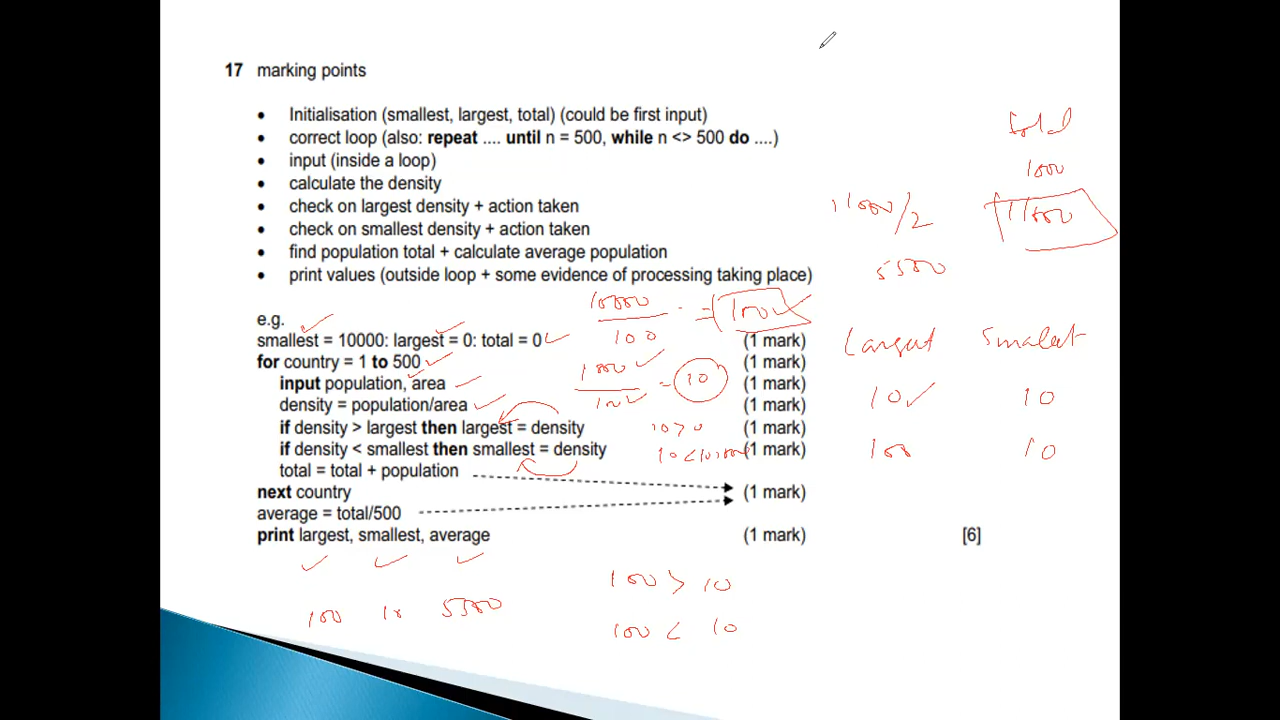 17 marking points
• Initialisation (smallest, largest, total) (could be first input)
• correct loop (also: repeat .... until n = 500, while n <> 500 do ....)
• input (inside a loop)
• calculate the density
• check on largest density + action taken
• check on smallest density + action taken
• find population total + calculate average population
• print values (outside loop + some evidence of processing taking place)
total
1000
11000
11000/2
5500
e.g.
smallest = 10000: largest = 0: total = 0 (1 mark)
for country = 1 to 500 (1 mark)
input population, area (1 mark)
density = population/area (1 mark)
if density > largest then largest = density (1 mark)
if density < smallest then smallest = density (1 mark)
total = total + population
next country (1 mark)
average = total/500
print largest, smallest, average (1 mark) [6]
10000
100
1000
100
= 10
10 > 0
10 < 10,000
Largest Smallest
10 10
100 10
100 10 5500
100 > 10
100 < 10